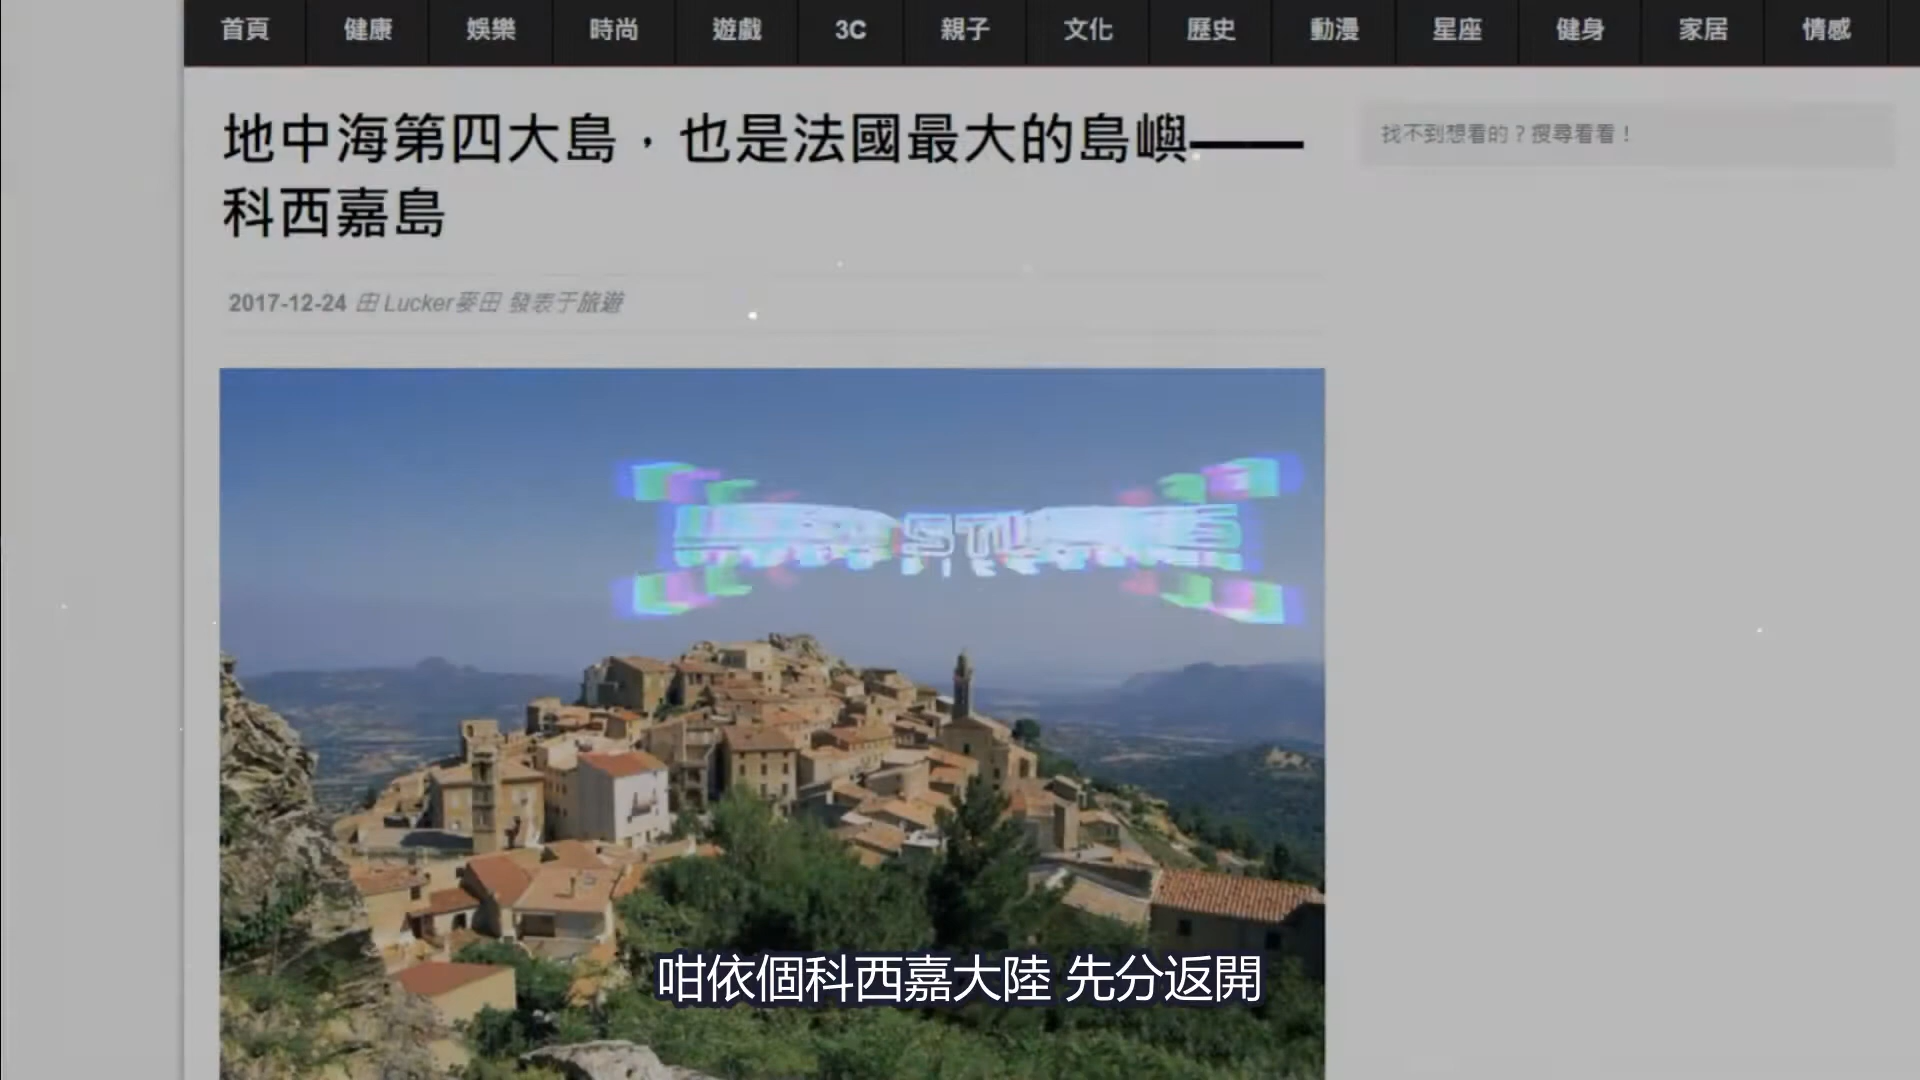 首頁 健康 娛樂 時尚 遊戲 3C 親子 文化 歷史 動漫 星座 健身 家居 情感
地中海第四大島，也是法國最大的島嶼——
科西嘉島
找不到想看的？搜尋看看！
2017-12-24 由 Lucker麥田 發表于旅遊
咁依個科西嘉大陸 先分返開